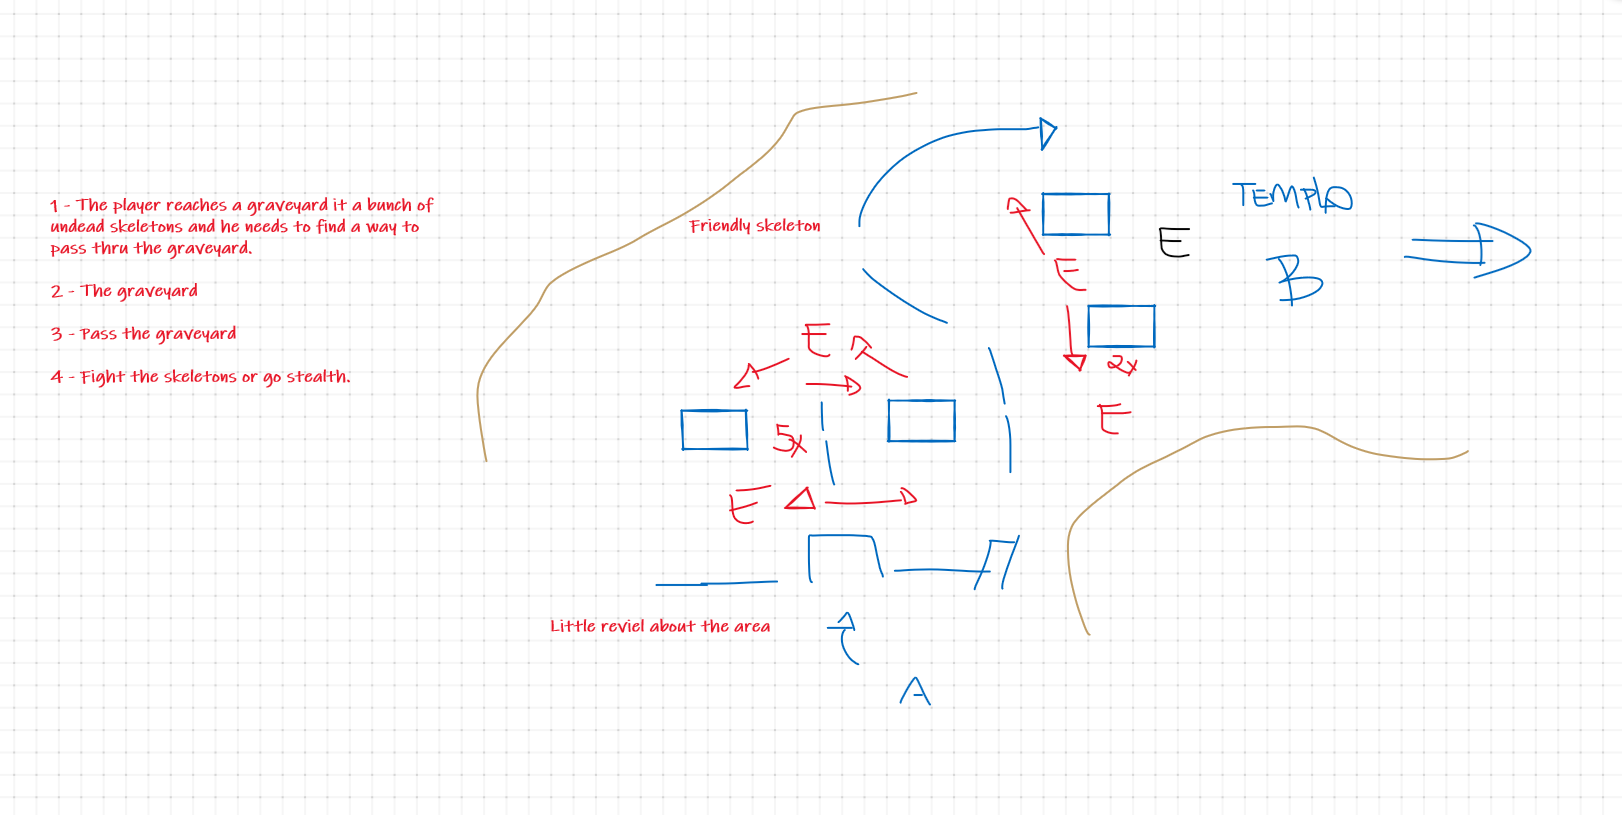 1 - The player reaches a graveyard it a bunch of
undead skeletons and he needs to find a way to
pass thru the graveyard.
2 - The graveyard
3 - Pass the graveyard
4 - Fight the skeletons or go stealth.
Friendly skeleton
TEMPLO
E
E
B
E
2x
E
5x
E
Little reviel about the area
A